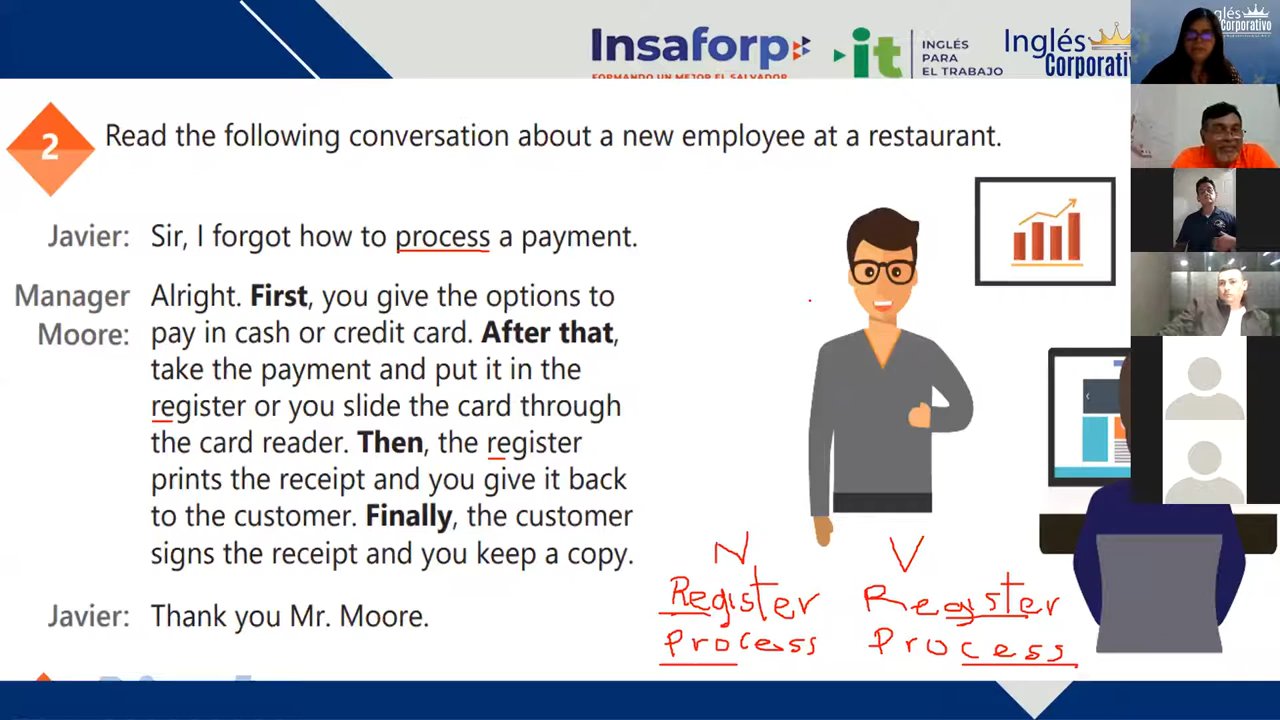 Insaforp
FORMANDO UN MEJOR EL SALVADOR
it
INGLÉS
PARA
EL TRABAJO
Inglés
Corporativ
glés
Corporativo
2
Read the following conversation about a new employee at a restaurant.
Javier: Sir, I forgot how to process a payment.
Manager Alright. First, you give the options to
Moore: pay in cash or credit card. After that,
take the payment and put it in the
register or you slide the card through
the card reader. Then, the register
prints the receipt and you give it back
to the customer. Finally, the customer
signs the receipt and you keep a copy.
Javier: Thank you Mr. Moore.
N V
Register Register
Process Process